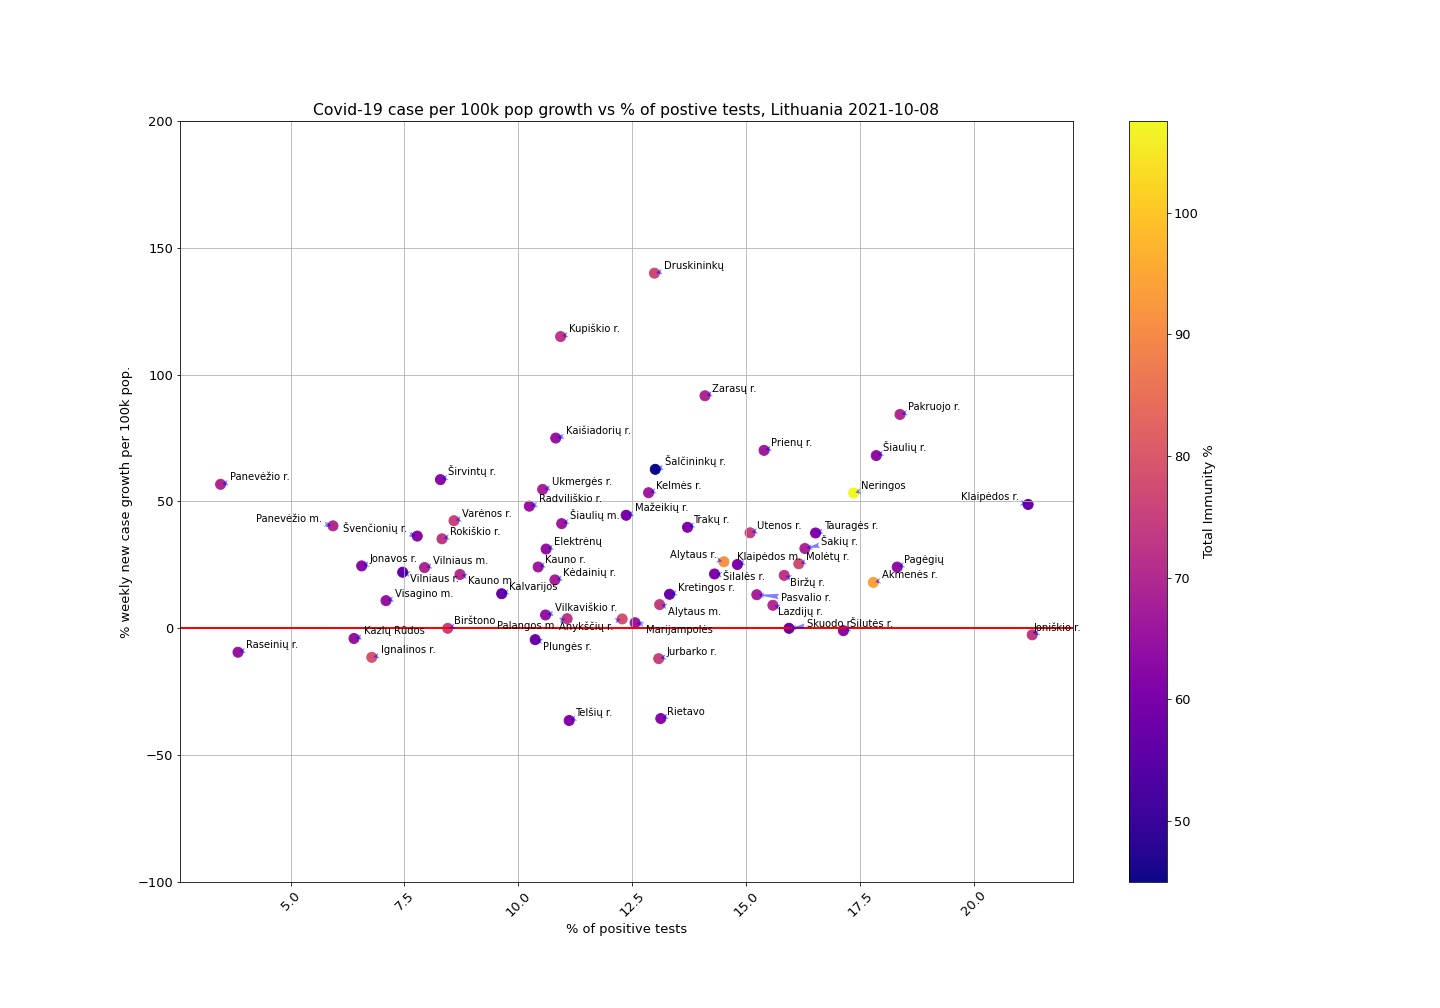 Covid-19 case per 100k pop growth vs % of postive tests, Lithuania 2021-10-08
200
150
100
50
0
−50
−100
% weekly new case growth per 100k pop.
Druskininkų
Kupiškio r.
Zarasų r.
Pakruojo r.
Kaišiadorių r.
Prienų r.
Šiaulių r.
Šalčininkų r.
Širvintų r.
Panevėžio r.
Ukmergės r.
Kelmės r.
Neringos
Radviliškio r.
Klaipėdos r.
Mažeikių r.
Panevėžio m.
Varėnos r.
Šiaulių m.
Trakų r.
Švenčionių r.
Rokiškio r.
Utenos r.
Tauragės r.
Elektrėnų
Šakių r.
Jonavos r.
Vilniaus m.
Kauno r.
Alytaus r.
Klaipėdos m.
Molėtų r.
Pagėgių
Vilniaus r.
Kauno m.
Kėdainių r.
Šilalės r.
Biržų r.
Akmenės r.
Visagino m.
Kalvarijos
Kretingos r.
Pasvalio r.
Vilkaviškio r.
Alytaus m.
Lazdijų r.
Birštono
Palangos m.
Anykščių r.
Marijampolės
Skuodo r.
Šilutės r.
Joniškio r.
Kazlų Rūdos
Raseinių r.
Ignalinos r.
Plungės r.
Jurbarko r.
Telšių r.
Rietavo
5.0
7.5
10.0
12.5
15.0
17.5
20.0
% of positive tests
100
90
80
70
60
50
Total Immunity %